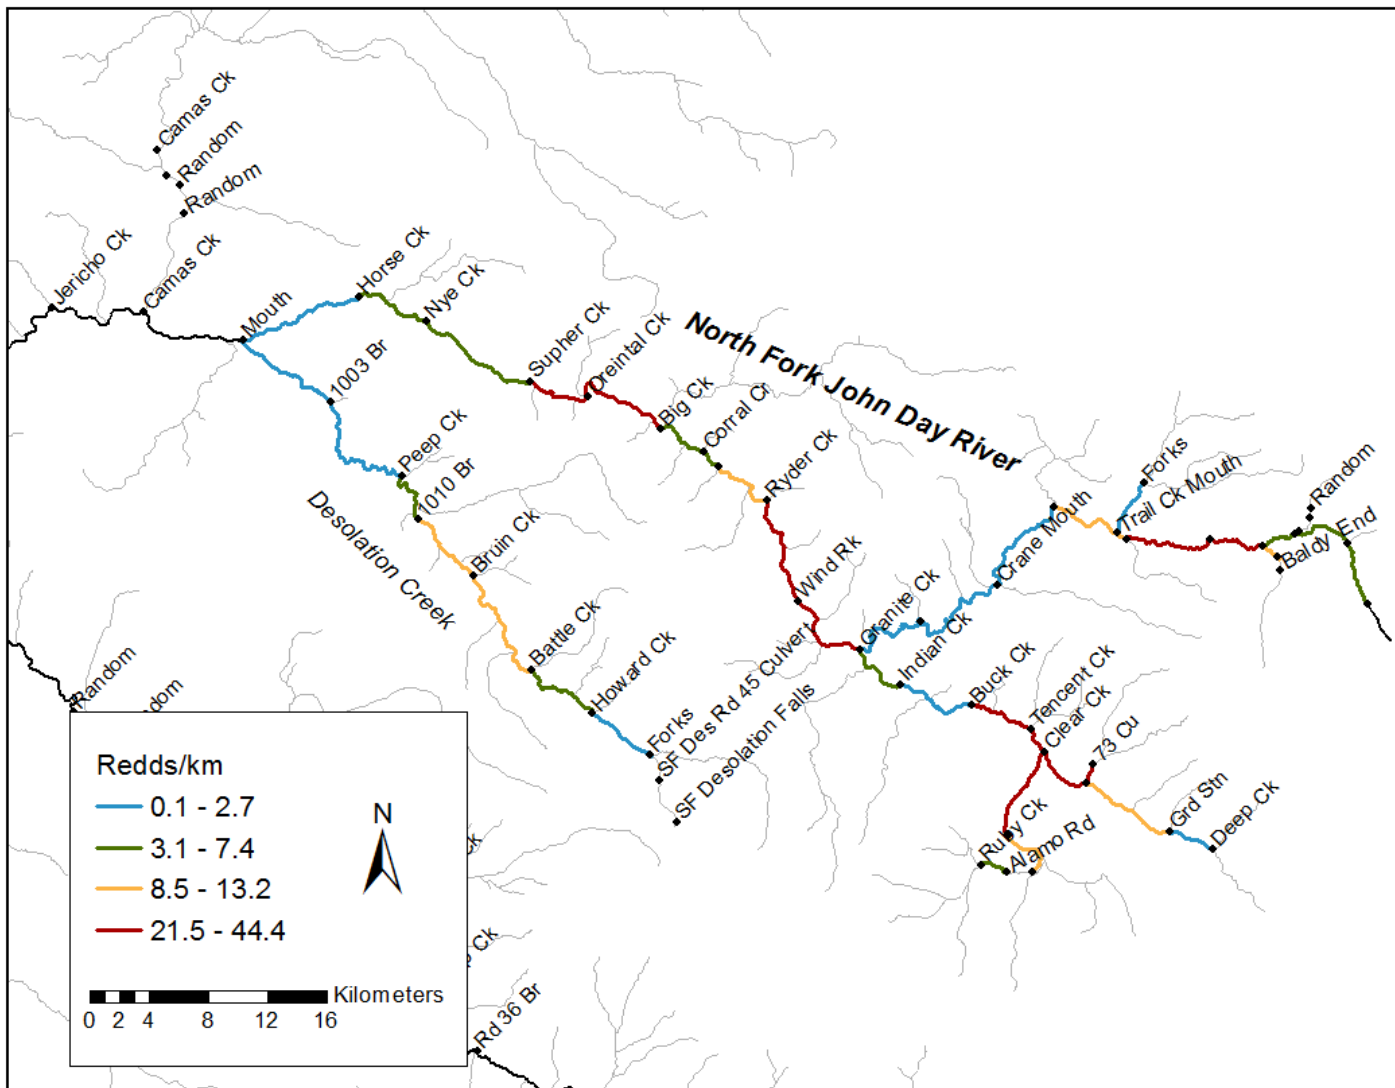 Camas Ck
Random
Random
Jericho Ck
Camas Ck
Mouth
Horse Ck
Nye Ck
Supher Ck
Oreintal Ck
Big Ck
Corral Cr
Ryder Ck
Wind Rk
North Fork John Day River
1003 Br
Peep Ck
1010 Br
Desolation Creek
Bruin Ck
Battle Ck
Howard Ck
Forks
SF Des Rd 45 Culvert
SF Desolation Falls
Granite Ck
Indian Ck
Crane Mouth
Forks
Trail Ck Mouth
Random
Baldy End
Buck Ck
Tencent Ck
Clear Ck
73 Cu
Grd Stn
Deep Ck
Ruby Ck
Alamo Rd
Random
ndom
Ck
Rd 36 Br
Redds/km
0.1 - 2.7
3.1 - 7.4
8.5 - 13.2
21.5 - 44.4
N
Kilometers
0 2 4 8 12 16